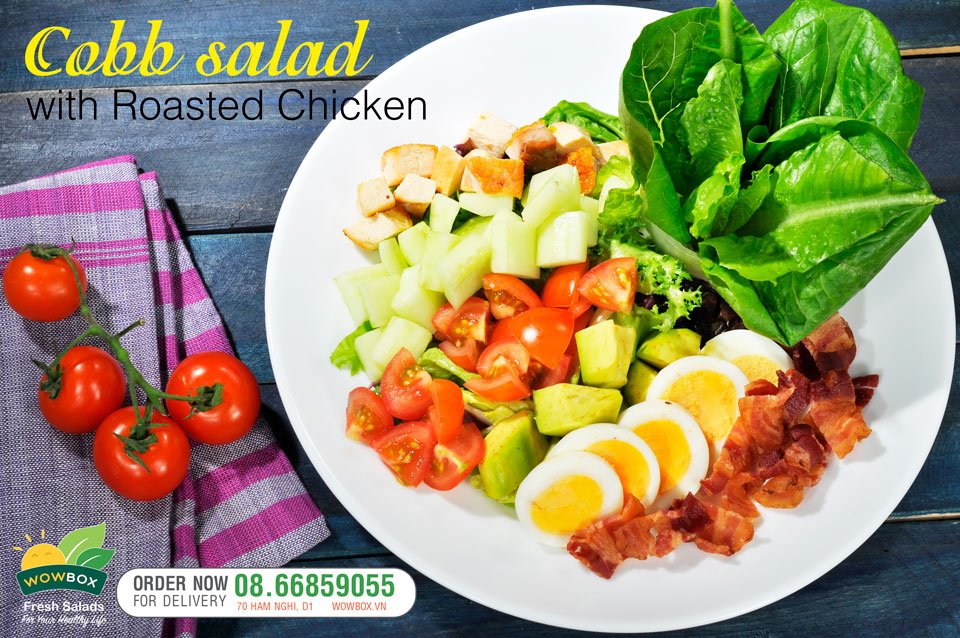 Cobb salad
with Roasted Chicken
WOWBOX
Fresh Salads
For Your Healthy Life
ORDER NOW
FOR DELIVERY
08.66859055
70 HAM NGHI, D1 WOWBOX.VN